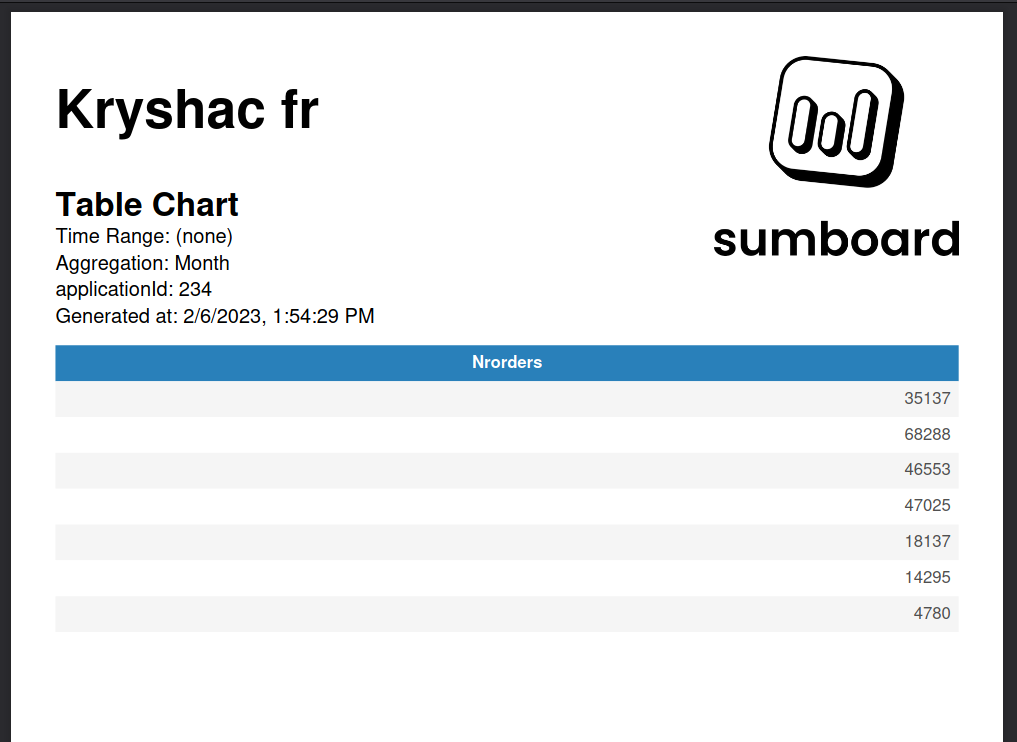 Kryshac fr
sumboard
Table Chart
Time Range: (none)
Aggregation: Month
applicationId: 234
Generated at: 2/6/2023, 1:54:29 PM
Nrorders
35137
68288
46553
47025
18137
14295
4780